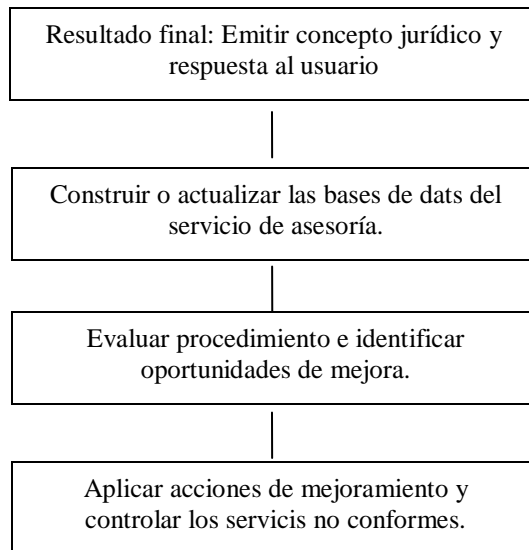 Resultado final: Emitir concepto jurídico y
respuesta al usuario
Construir o actualizar las bases de dats del
servicio de asesoría.
Evaluar procedimiento e identificar
oportunidades de mejora.
Aplicar acciones de mejoramiento y
controlar los servicis no conformes.